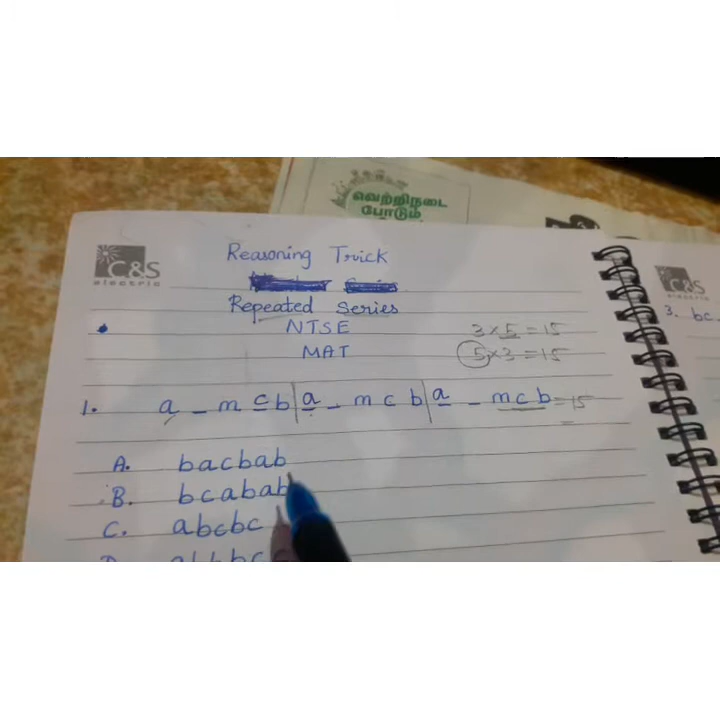 வெற்றிநடை
போடும்
C&S
electric
Reasoning Trick
Repeated Series
NTSE
MAT
3 × 5 = 15
5 × 3 = 15
1. a _ m c b | a _ m c b | a _ m c b = 15
A. bacbab
B. bcabab
C. abcbc
C&S
electric
3. bc